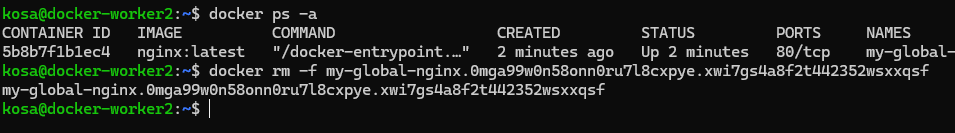 kosa@docker-worker2:~$ docker ps -a
CONTAINER ID   IMAGE          COMMAND                  CREATED         STATUS         PORTS     NAMES
5b8b7f1b1ec4   nginx:latest   "/docker-entrypoint.…"   2 minutes ago   Up 2 minutes   80/tcp    my-global-
kosa@docker-worker2:~$ docker rm -f my-global-nginx.0mga99w0n58onn0ru7l8cxpye.xwi7gs4a8f2t442352wsxxqsf
my-global-nginx.0mga99w0n58onn0ru7l8cxpye.xwi7gs4a8f2t442352wsxxqsf
kosa@docker-worker2:~$